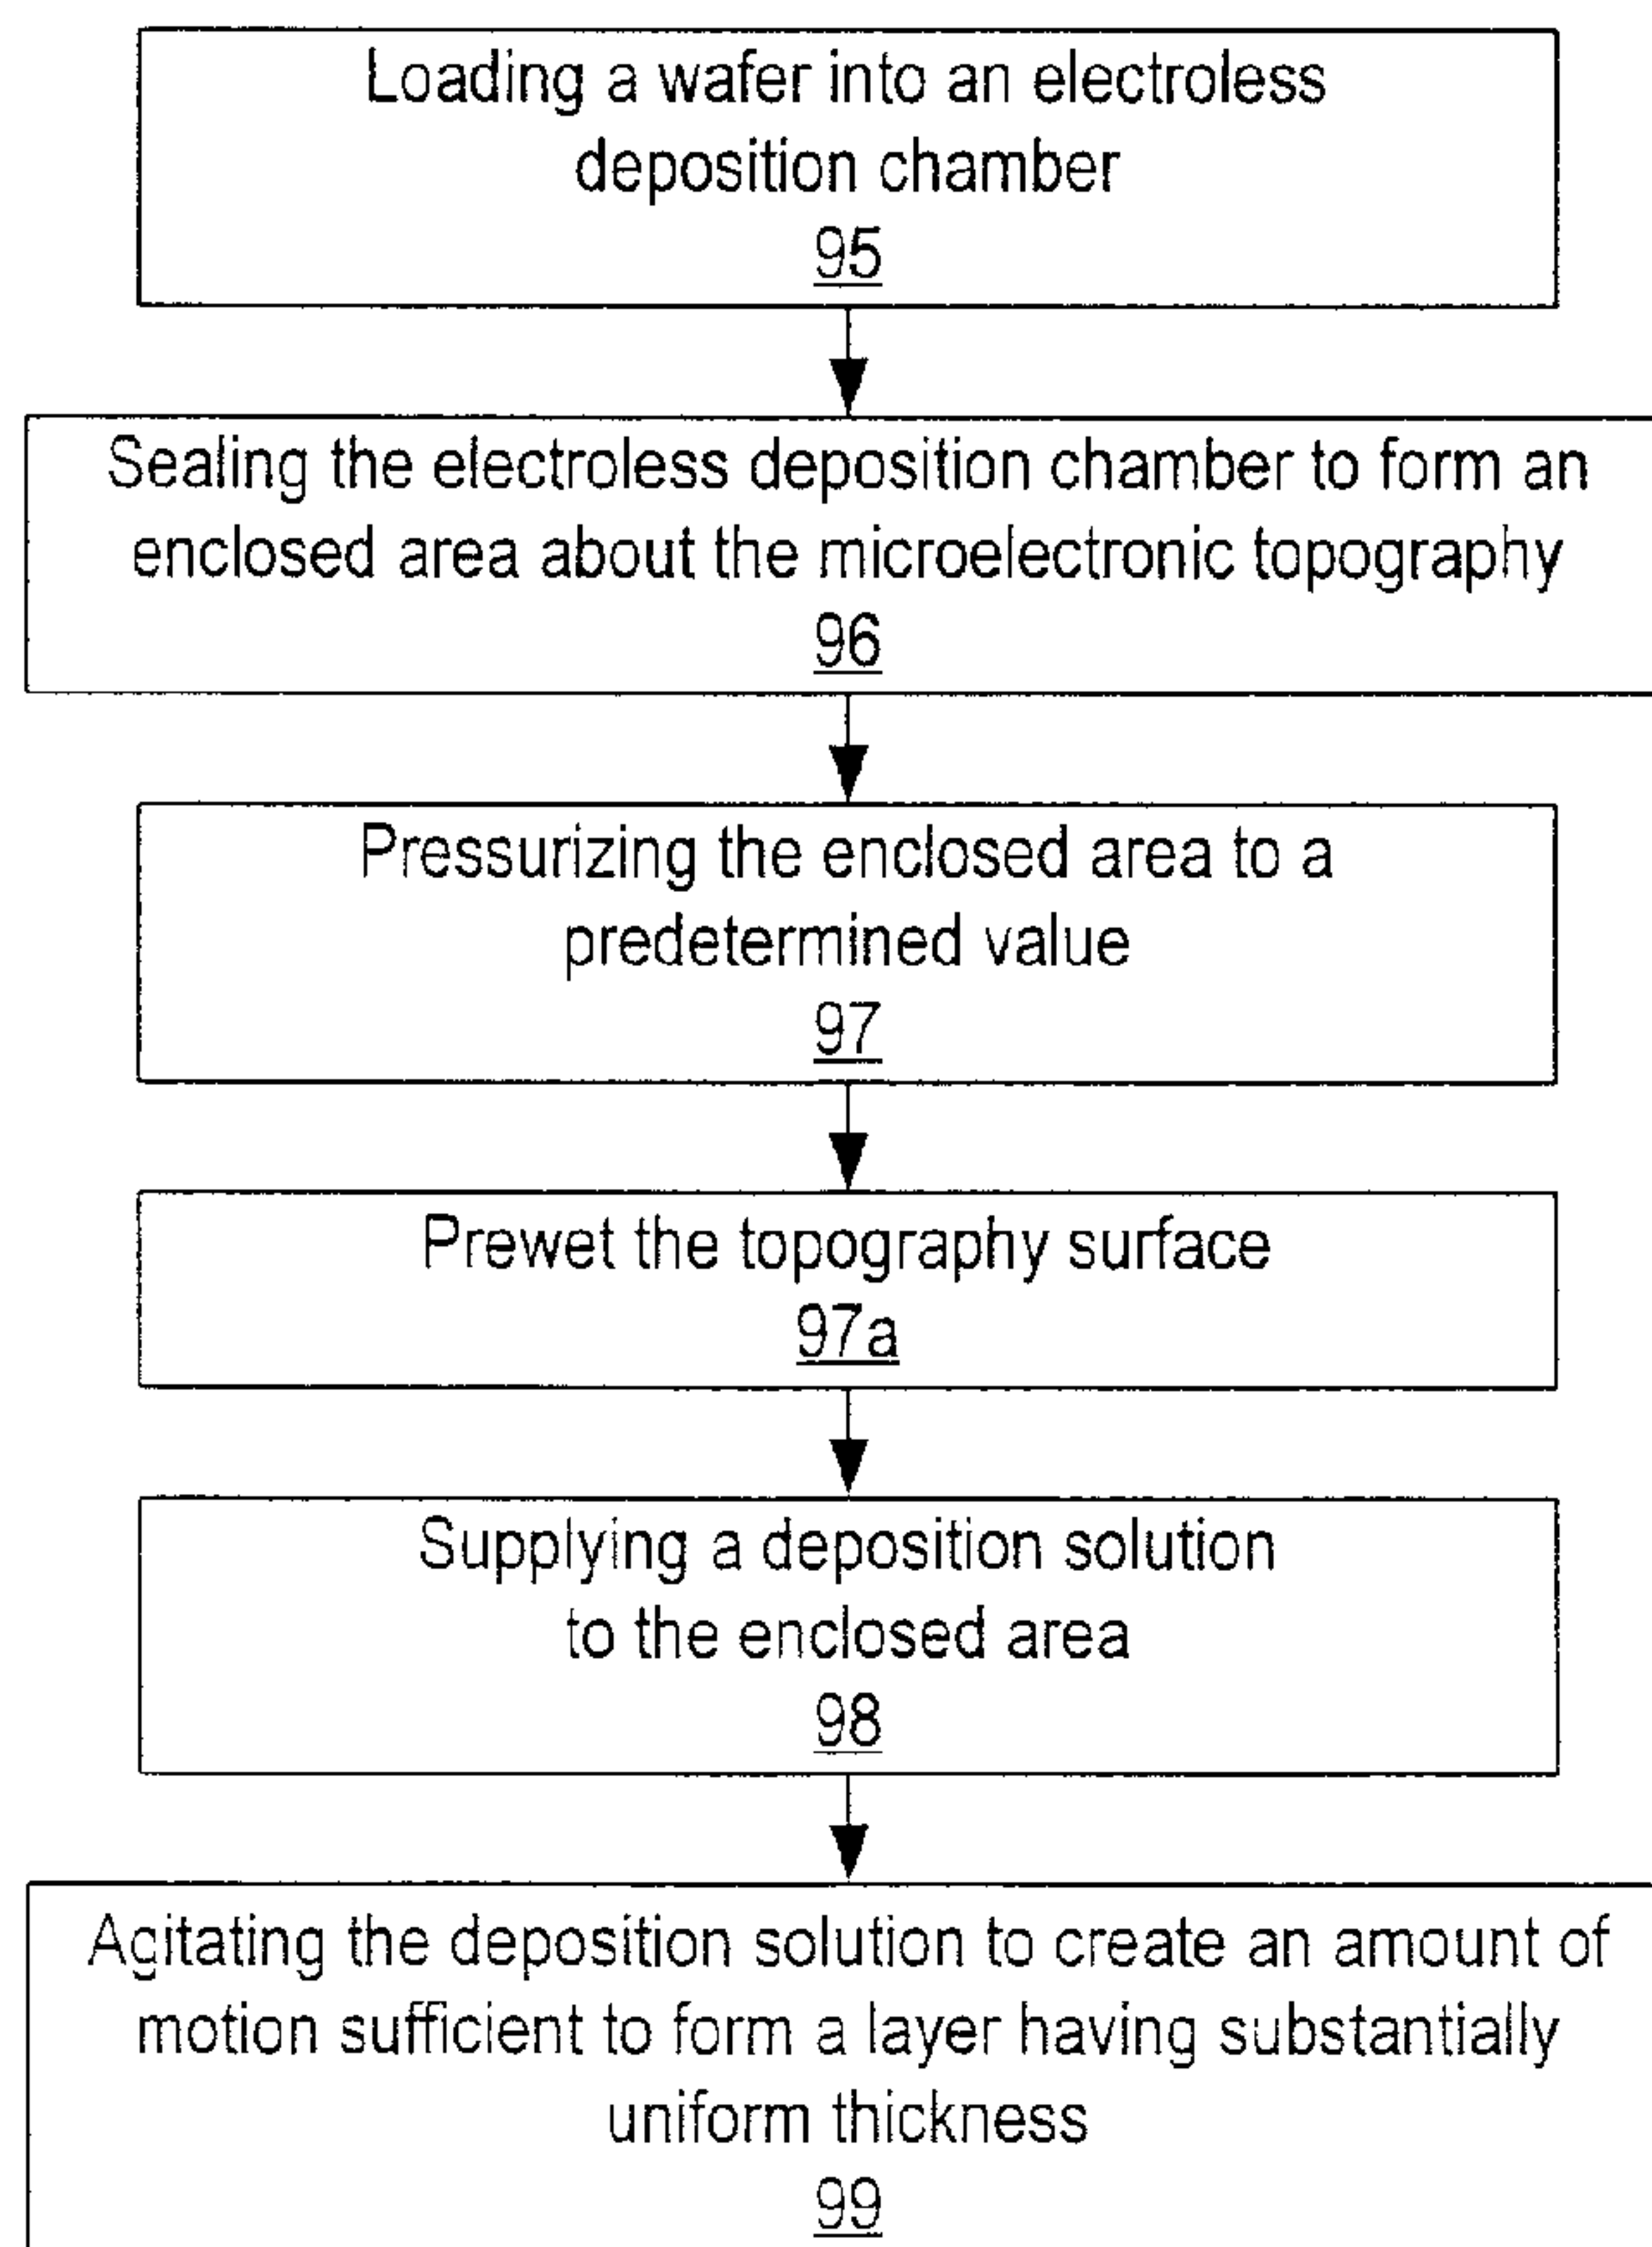 Loading a wafer into an electroless
deposition chamber
95
Sealing the electroless deposition chamber to form an
enclosed area about the microelectronic topography
96
Pressurizing the enclosed area to a
predetermined value
97
Prewet the topography surface
97a
Supplying a deposition solution
to the enclosed area
98
Agitating the deposition solution to create an amount of
motion sufficient to form a layer having substantially
uniform thickness
99